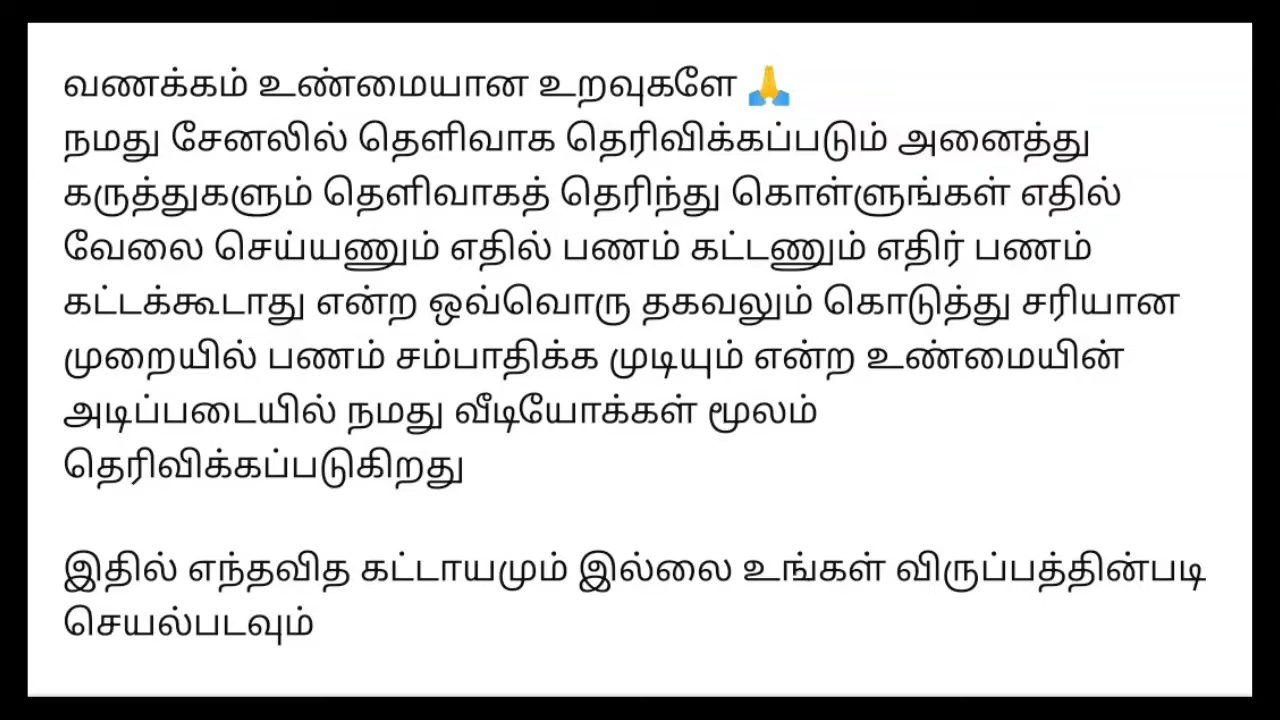 வணக்கம் உண்மையான உறவுகளே 🙏
நமது சேனலில் தெளிவாக தெரிவிக்கப்படும் அனைத்து
கருத்துகளும் தெளிவாகத் தெரிந்து கொள்ளுங்கள் எதில்
வேலை செய்யணும் எதில் பணம் கட்டணும் எதிர் பணம்
கட்டக்கூடாது என்ற ஒவ்வொரு தகவலும் கொடுத்து சரியான
முறையில் பணம் சம்பாதிக்க முடியும் என்ற உண்மையின்
அடிப்படையில் நமது வீடியோக்கள் மூலம்
தெரிவிக்கப்படுகிறது
இதில் எந்தவித கட்டாயமும் இல்லை உங்கள் விருப்பத்தின்படி
செயல்படவும்